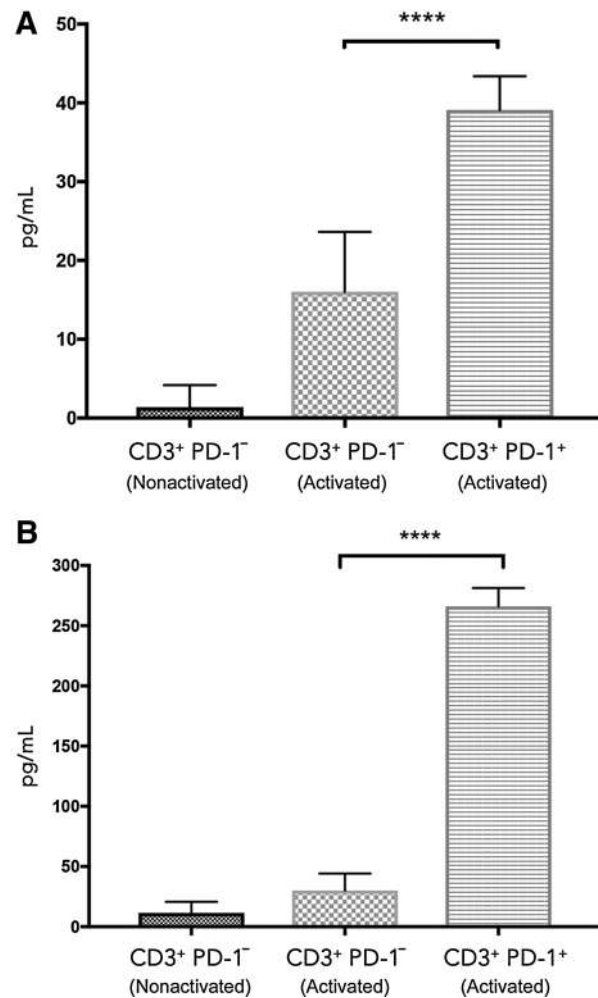 A
****
pg/mL
50
40
30
20
10
0
CD3⁺ PD-1⁻
(Nonactivated)
CD3⁺ PD-1⁻
(Activated)
CD3⁺ PD-1⁺
(Activated)
B
****
pg/mL
300
250
200
150
100
50
0
CD3⁺ PD-1⁻
(Nonactivated)
CD3⁺ PD-1⁻
(Activated)
CD3⁺ PD-1⁺
(Activated)